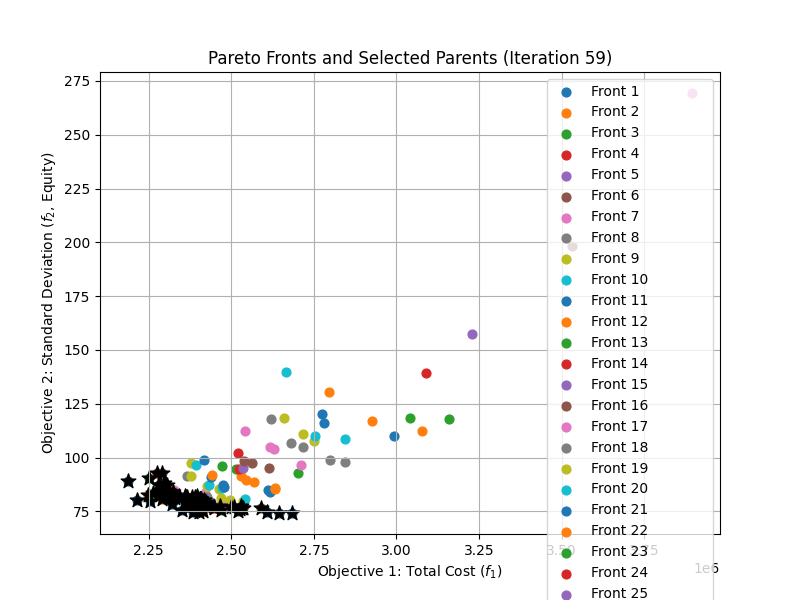 Pareto Fronts and Selected Parents (Iteration 59)
Objective 2: Standard Deviation (f₂, Equity)
275
250
225
200
175
150
125
100
75
2.25
2.50
2.75
3.00
3.25
3.50
3.75
1e6
Objective 1: Total Cost (f₁)
Front 1
Front 2
Front 3
Front 4
Front 5
Front 6
Front 7
Front 8
Front 9
Front 10
Front 11
Front 12
Front 13
Front 14
Front 15
Front 16
Front 17
Front 18
Front 19
Front 20
Front 21
Front 22
Front 23
Front 24
Front 25